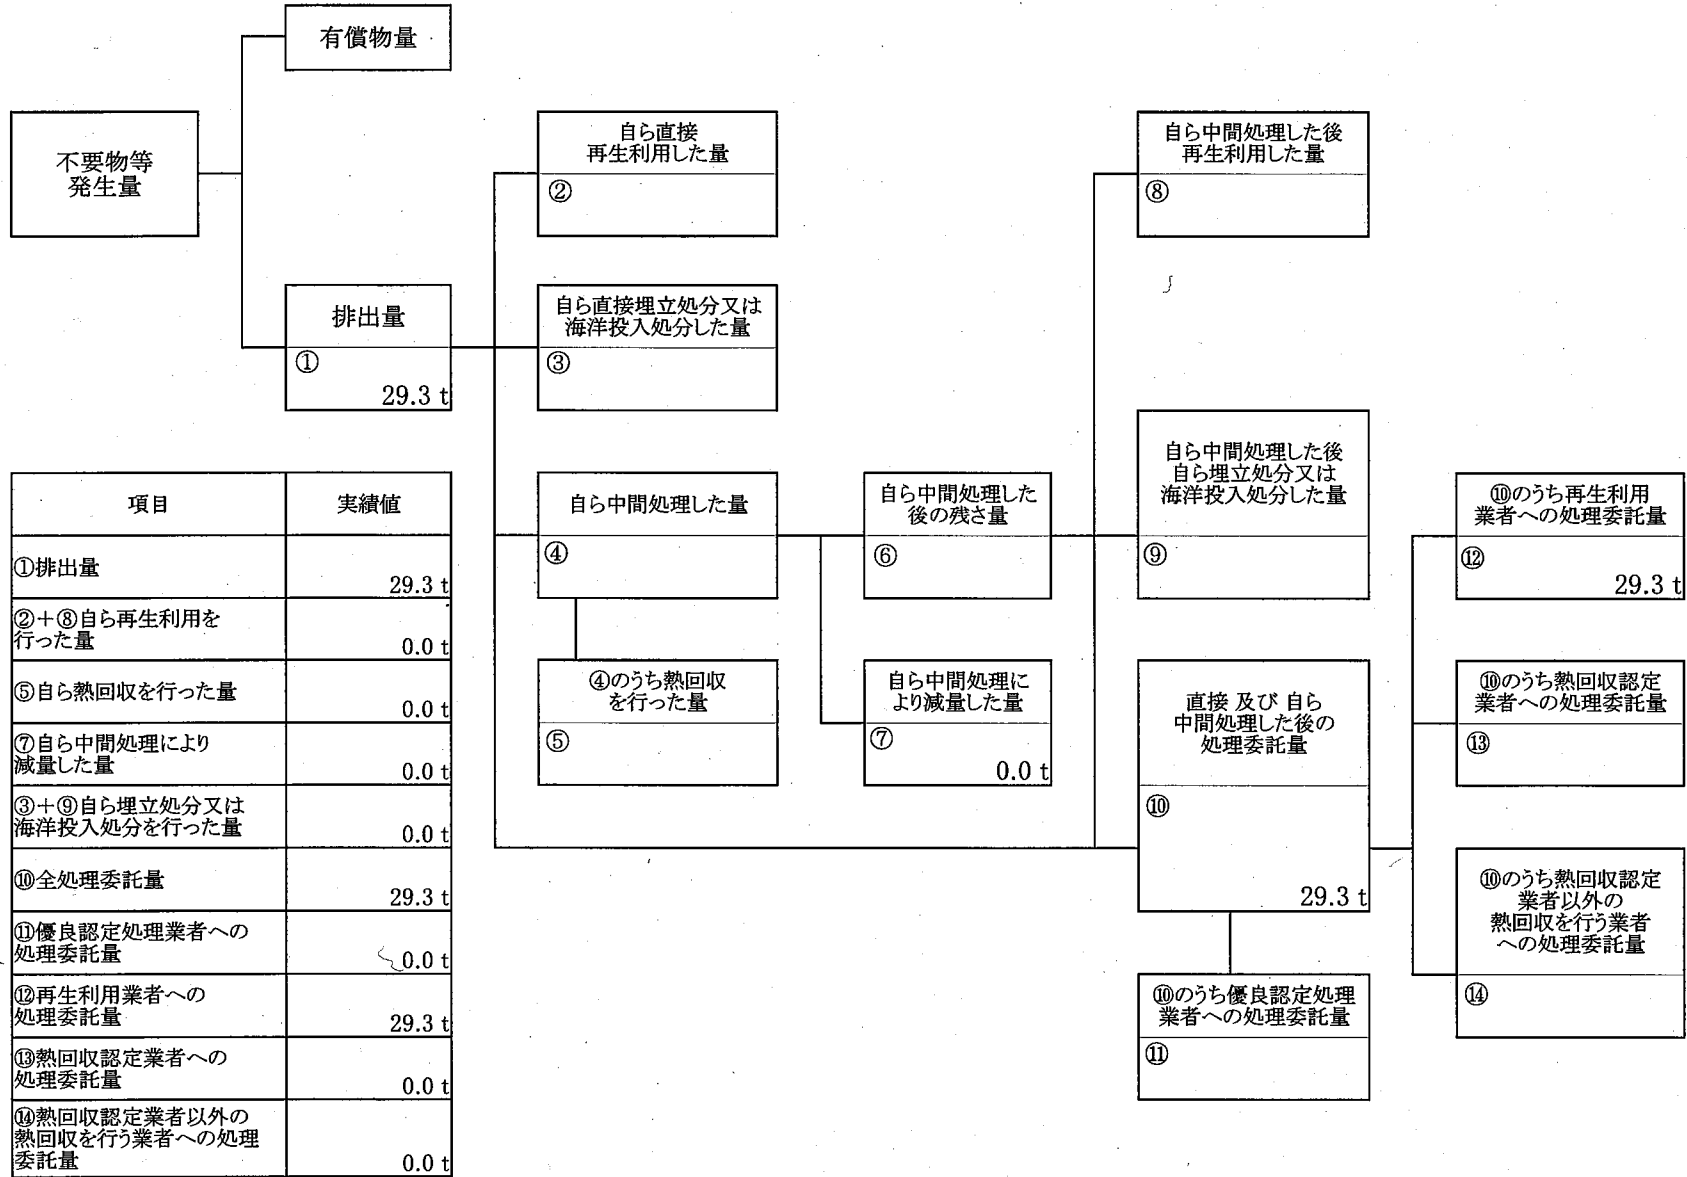 有償物量
不要物等
発生量
自ら直接
再生利用した量
②
自ら中間処理した後
再生利用した量
⑧
排出量
①
29.3 t
自ら直接埋立処分又は
海洋投入処分した量
③
項目
実績値
①排出量
29.3 t
②+⑧自ら再生利用を
行った量
0.0 t
⑤自ら熱回収を行った量
0.0 t
⑦自ら中間処理により
減量した量
0.0 t
③+⑨自ら埋立処分又は
海洋投入処分を行った量
0.0 t
⑩全処理委託量
29.3 t
⑪優良認定処理業者への
処理委託量
0.0 t
⑫再生利用業者への
処理委託量
29.3 t
⑬熱回収認定業者への
処理委託量
0.0 t
⑭熱回収認定業者以外の
熱回収を行う業者への処理
委託量
0.0 t
自ら中間処理した量
④
④のうち熱回収
を行った量
⑤
自ら中間処理した
後の残さ量
⑥
自ら中間処理に
より減量した量
⑦
0.0 t
自ら中間処理した後
自ら埋立処分又は
海洋投入処分した量
⑨
直接 及び 自ら
中間処理した後の
処理委託量
⑩
29.3 t
⑩のうち優良認定処理
業者への処理委託量
⑪
⑩のうち再生利用
業者への処理委託量
⑫
29.3 t
⑩のうち熱回収認定
業者への処理委託量
⑬
⑩のうち熱回収認定
業者以外の
熱回収を行う業者
への処理委託量
⑭